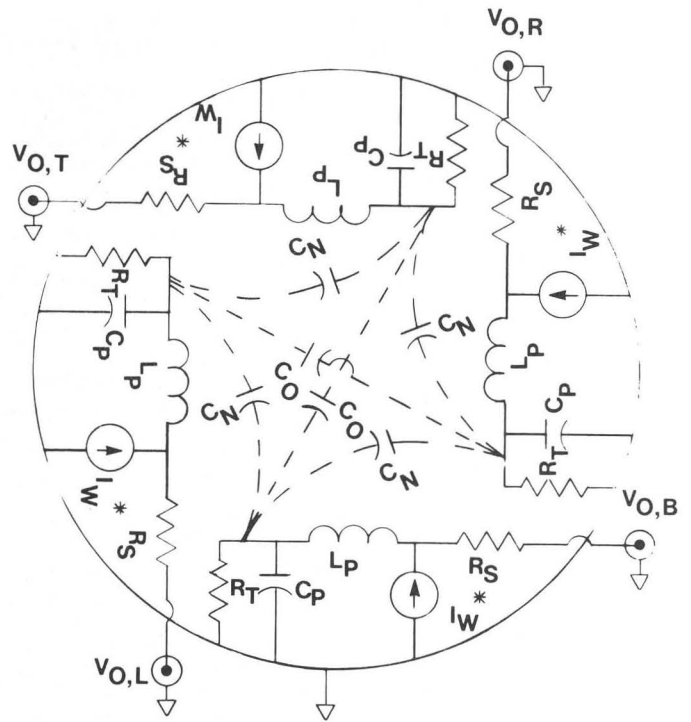 V_O,R
I_W
*
R_S
L_P
C_P
R_T
V_O,T
R_S
*
I_W
C_N
R_T
C_P
C_N
L_P
L_P
C_O
C_P
C_N
C_O
C_N
R_T
I_W
*
R_S
V_O,B
L_P
R_S
R_T
C_P
*
I_W
V_O,L